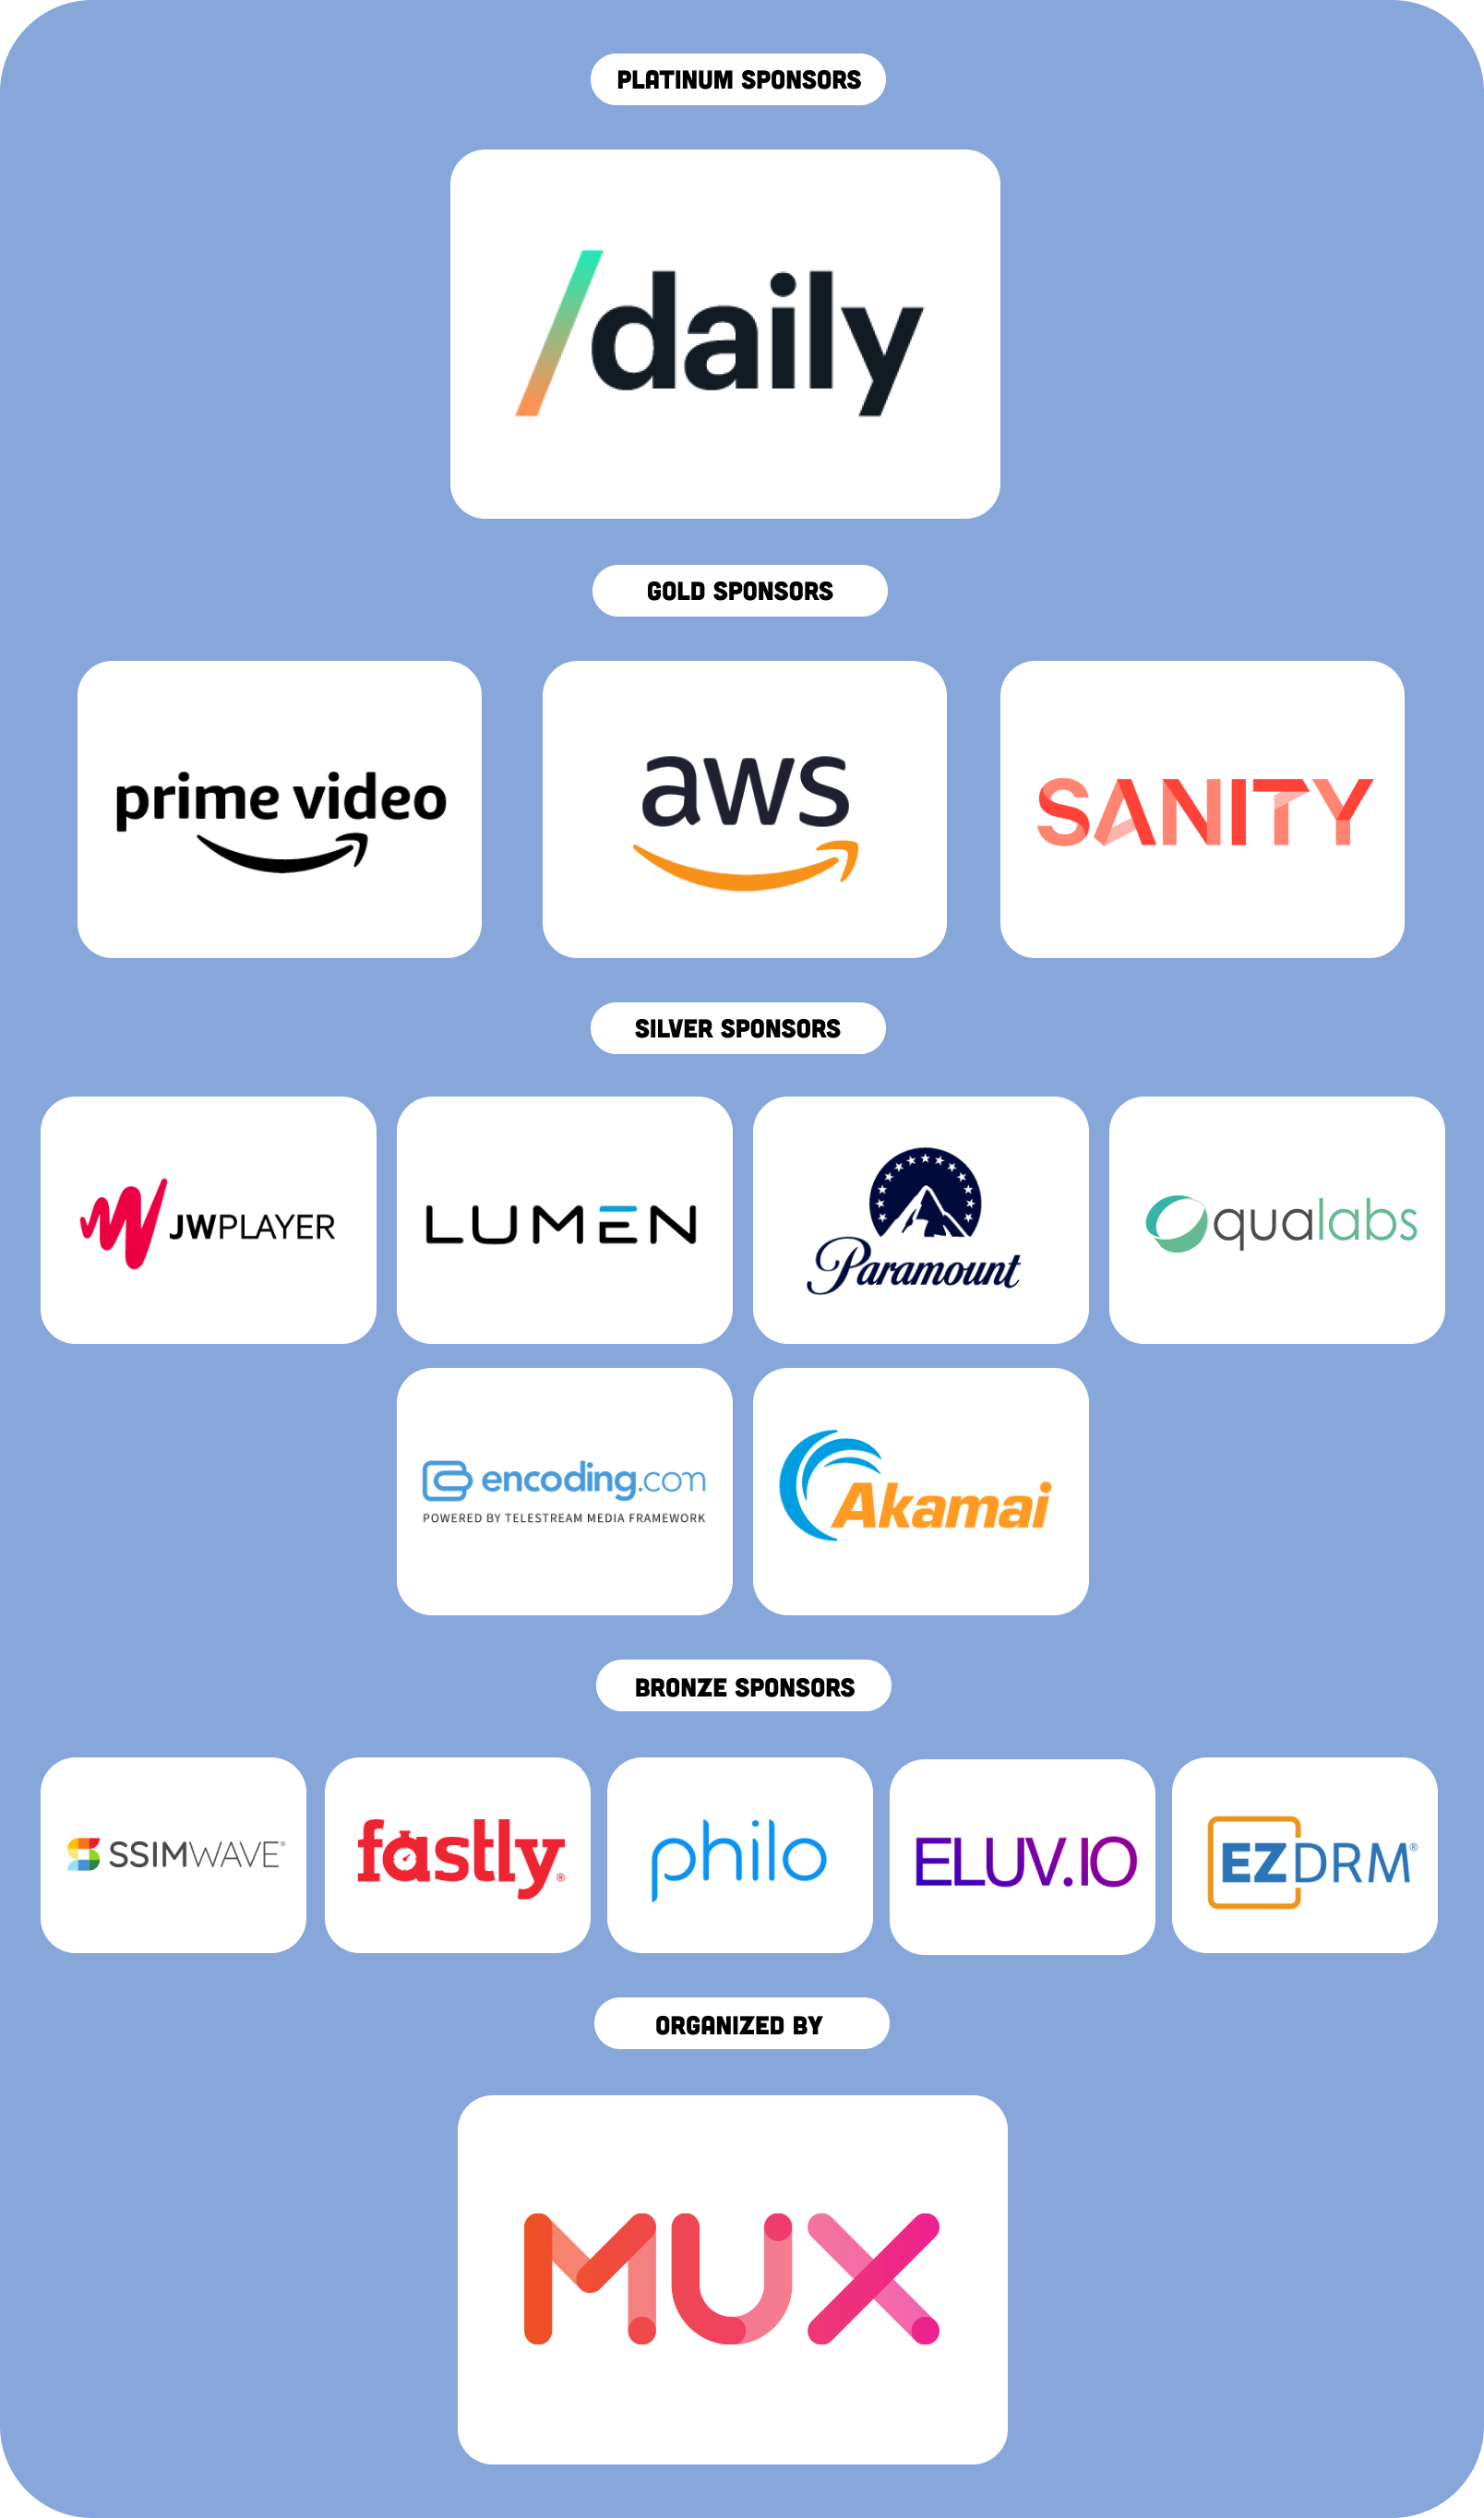 PLATINUM SPONSORS
/daily
GOLD SPONSORS
prime video
aws
SANITY
SILVER SPONSORS
JWPLAYER
LUMEN
Paramount
qualabs
encoding.com
POWERED BY TELESTREAM MEDIA FRAMEWORK
Akamai
BRONZE SPONSORS
SSIMWAVE®
fastly®
philo
ELUV.IO
EZDRM®
ORGANIZED BY
MUX